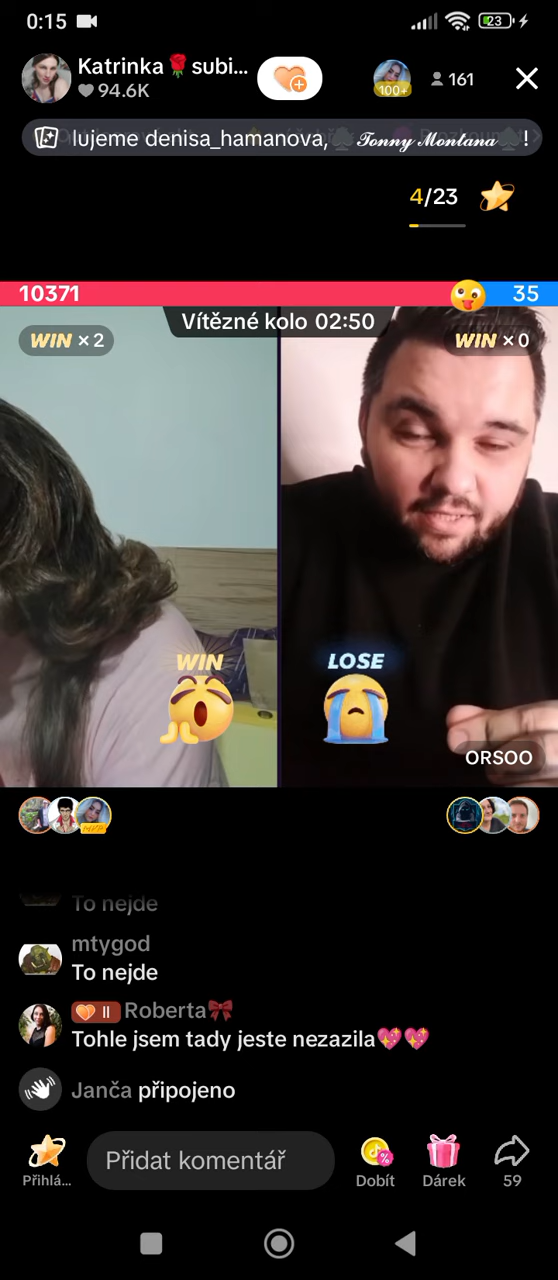 0:15
23
Katrinka🌹subi...
94.6K
100+
161
lujeme denisa_hamanova,♠️𝓣𝓸𝓷𝓷𝔂 𝓜𝓸𝓷𝓽𝓪𝓷𝓪♠️!
4/23
10371
35
Vítězné kolo 02:50
WIN × 2
WIN × 0
WIN
LOSE
ORSOO
To nejde
mtygod
To nejde
II Roberta🎀
Tohle jsem tady jeste nezazila💖💖
Janča připojeno
Přidat komentář
Přihlá...
Dobít
Dárek
59